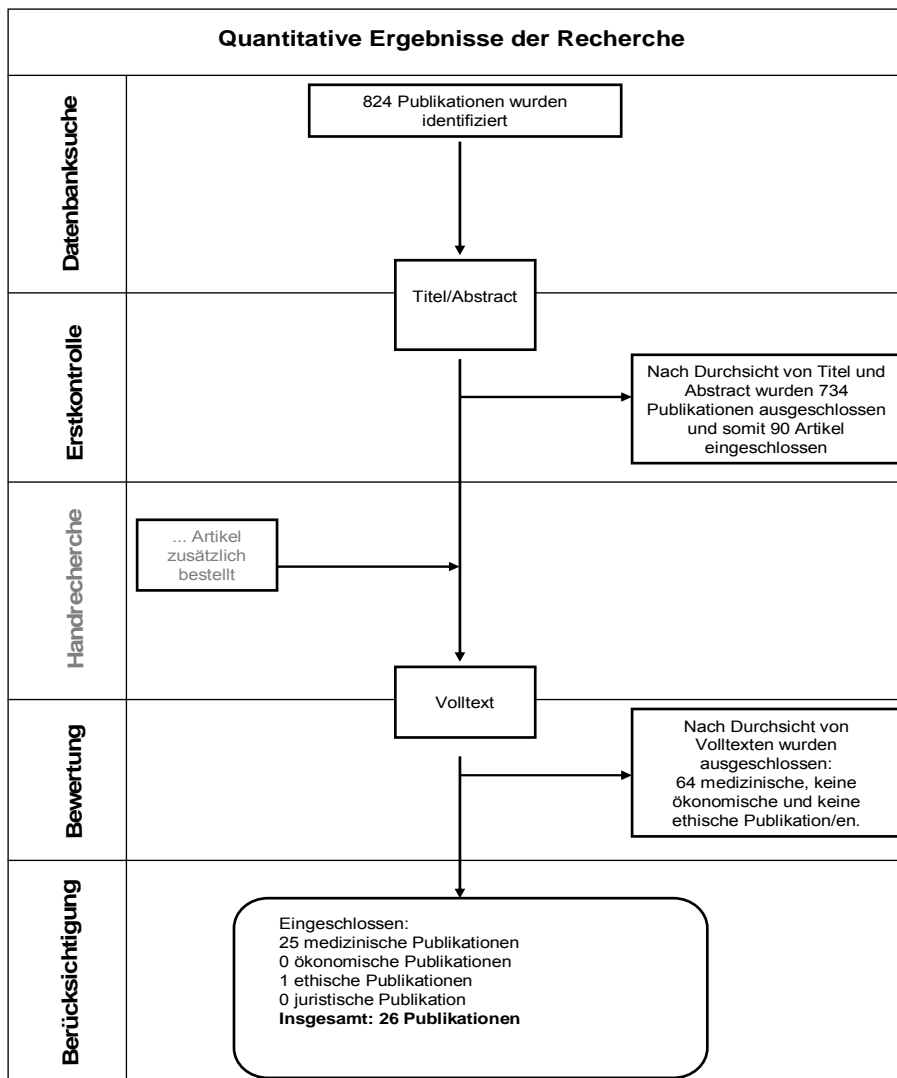 Quantitative Ergebnisse der Recherche
Datenbanksuche
824 Publikationen wurden
identifiziert
Titel/Abstract
Erstkontrolle
Nach Durchsicht von Titel und
Abstract wurden 734
Publikationen ausgeschlossen
und somit 90 Artikel
eingeschlossen
Handrecherche
... Artikel
zusätzlich
bestellt
Volltext
Bewertung
Nach Durchsicht von
Volltexten wurden
ausgeschlossen:
64 medizinische, keine
ökonomische und keine
ethische Publikation/en.
Berücksichtigung
Eingeschlossen:
25 medizinische Publikationen
0 ökonomische Publikationen
1 ethische Publikationen
0 juristische Publikation
Insgesamt: 26 Publikationen